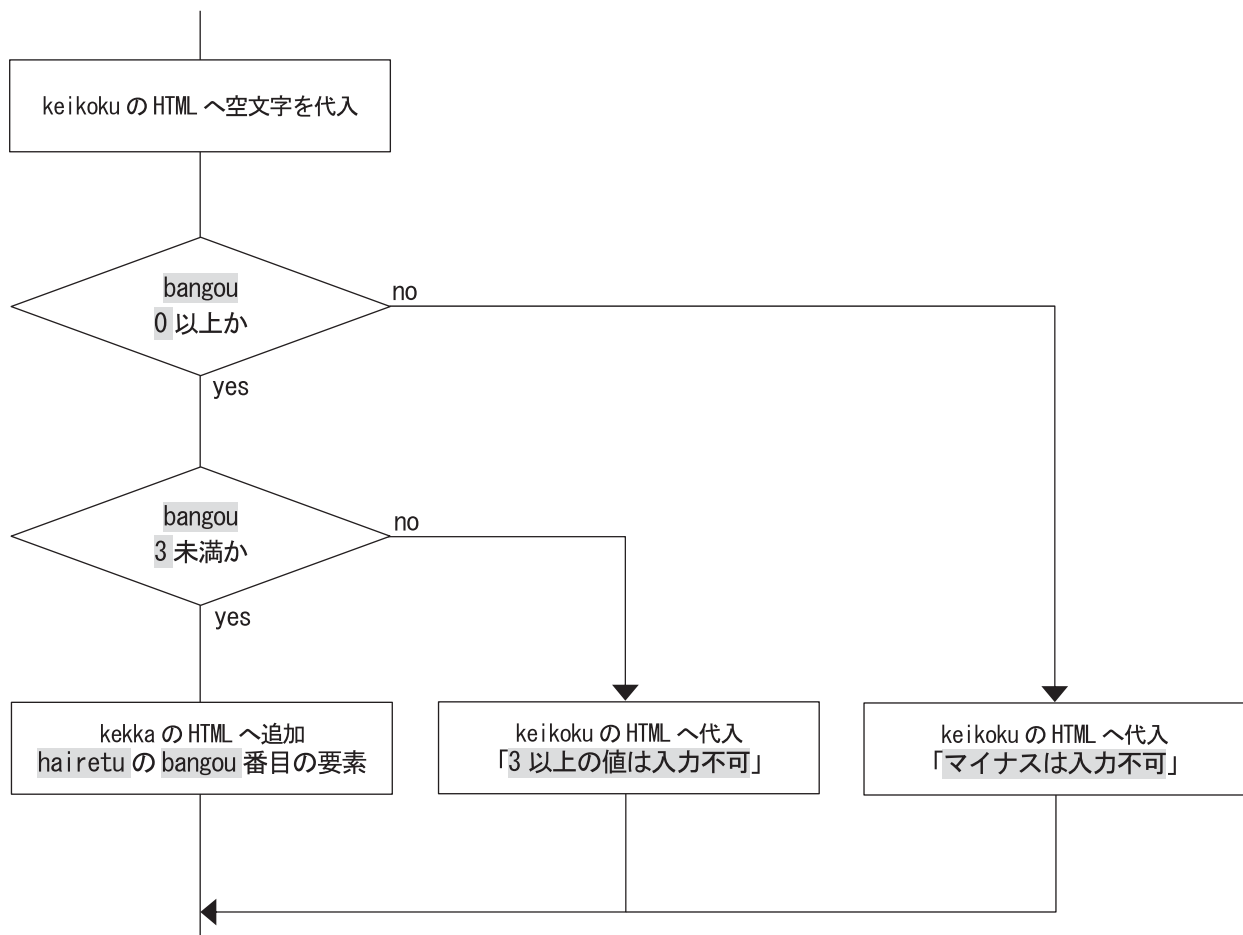 keikoku の HTML へ空文字を代入
bangou
0 以上か
no
yes
bangou
3 未満か
no
yes
kekka の HTML へ追加
hairetu の bangou 番目の要素
keikoku の HTML へ代入
「3 以上の値は入力不可」
keikoku の HTML へ代入
「マイナスは入力不可」